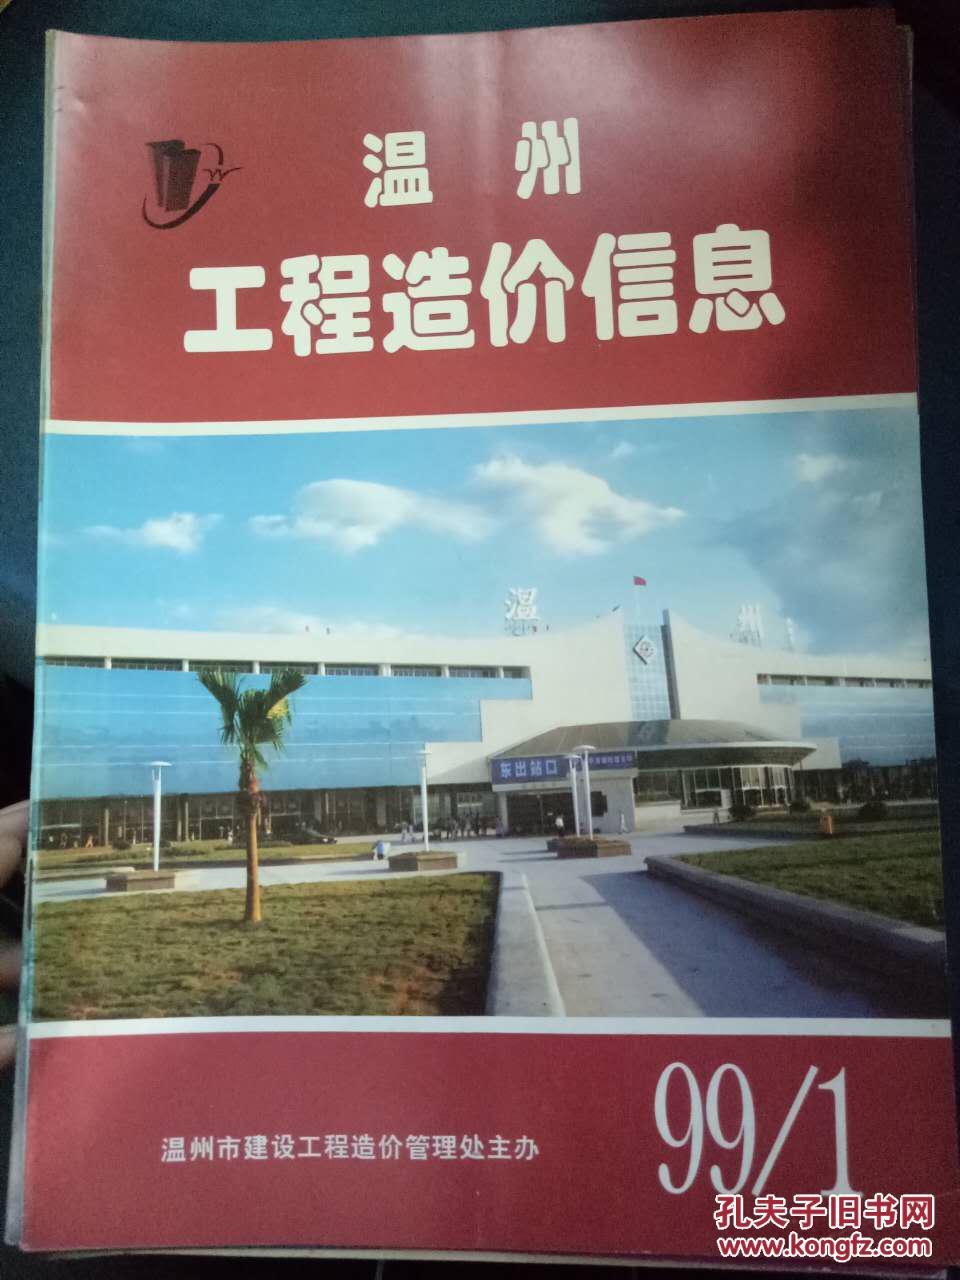 温州
工程造价信息
温 州
东出站口
温州市建设工程造价管理处主办
99/1
孔夫子旧书网
www.kongfz.com